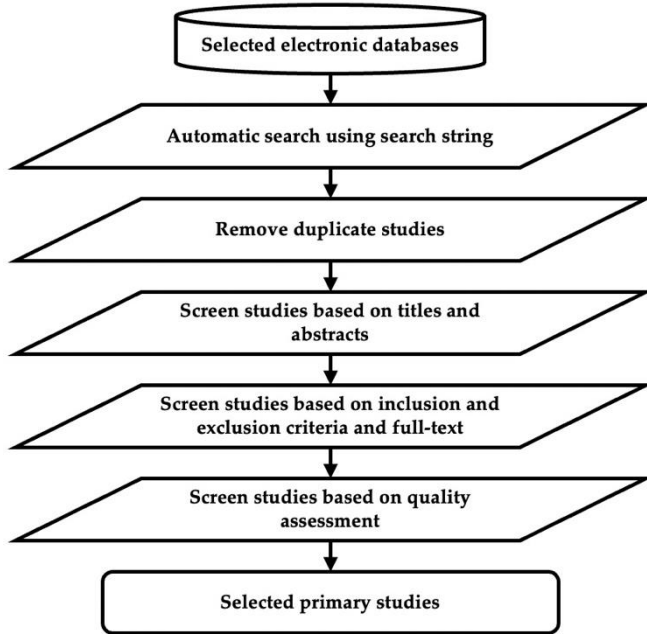 Selected electronic databases
Automatic search using search string
Remove duplicate studies
Screen studies based on titles and
abstracts
Screen studies based on inclusion and
exclusion criteria and full-text
Screen studies based on quality
assessment
Selected primary studies